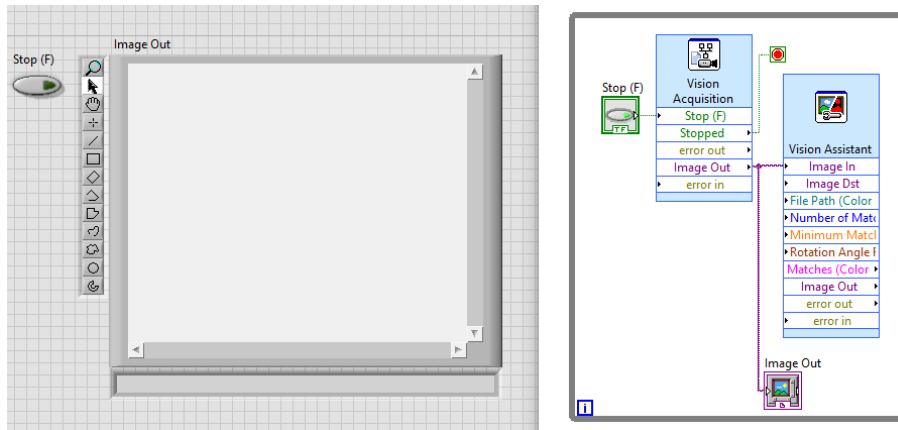 Image Out
Stop (F)
Stop (F)
TF
Vision
Acquisition
Stop (F)
Stopped
error out
Image Out
error in
Vision Assistant
Image In
Image Dst
File Path (Color
Number of Matc
Minimum Matcl
Rotation Angle F
Matches (Color
Image Out
error out
error in
Image Out
i